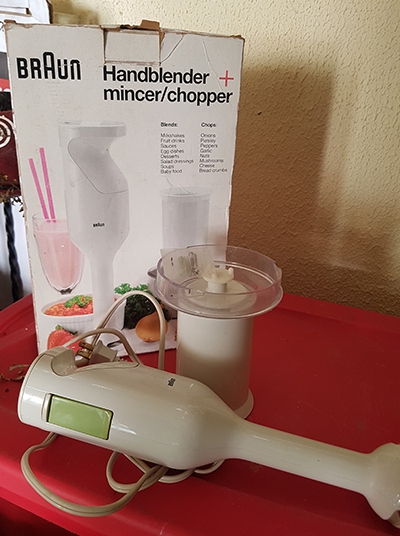 BRAUN
Handblender +
mincer/chopper
Blends:
Milkshakes
Fruit drinks
Sauces
Egg dishes
Desserts
Salad dressings
Soups
Baby food
Chops:
Onions
Parsley
Peppers
Garlic
Nuts
Mushrooms
Cheese
Bread crumbs
BRAUN
BRAUN